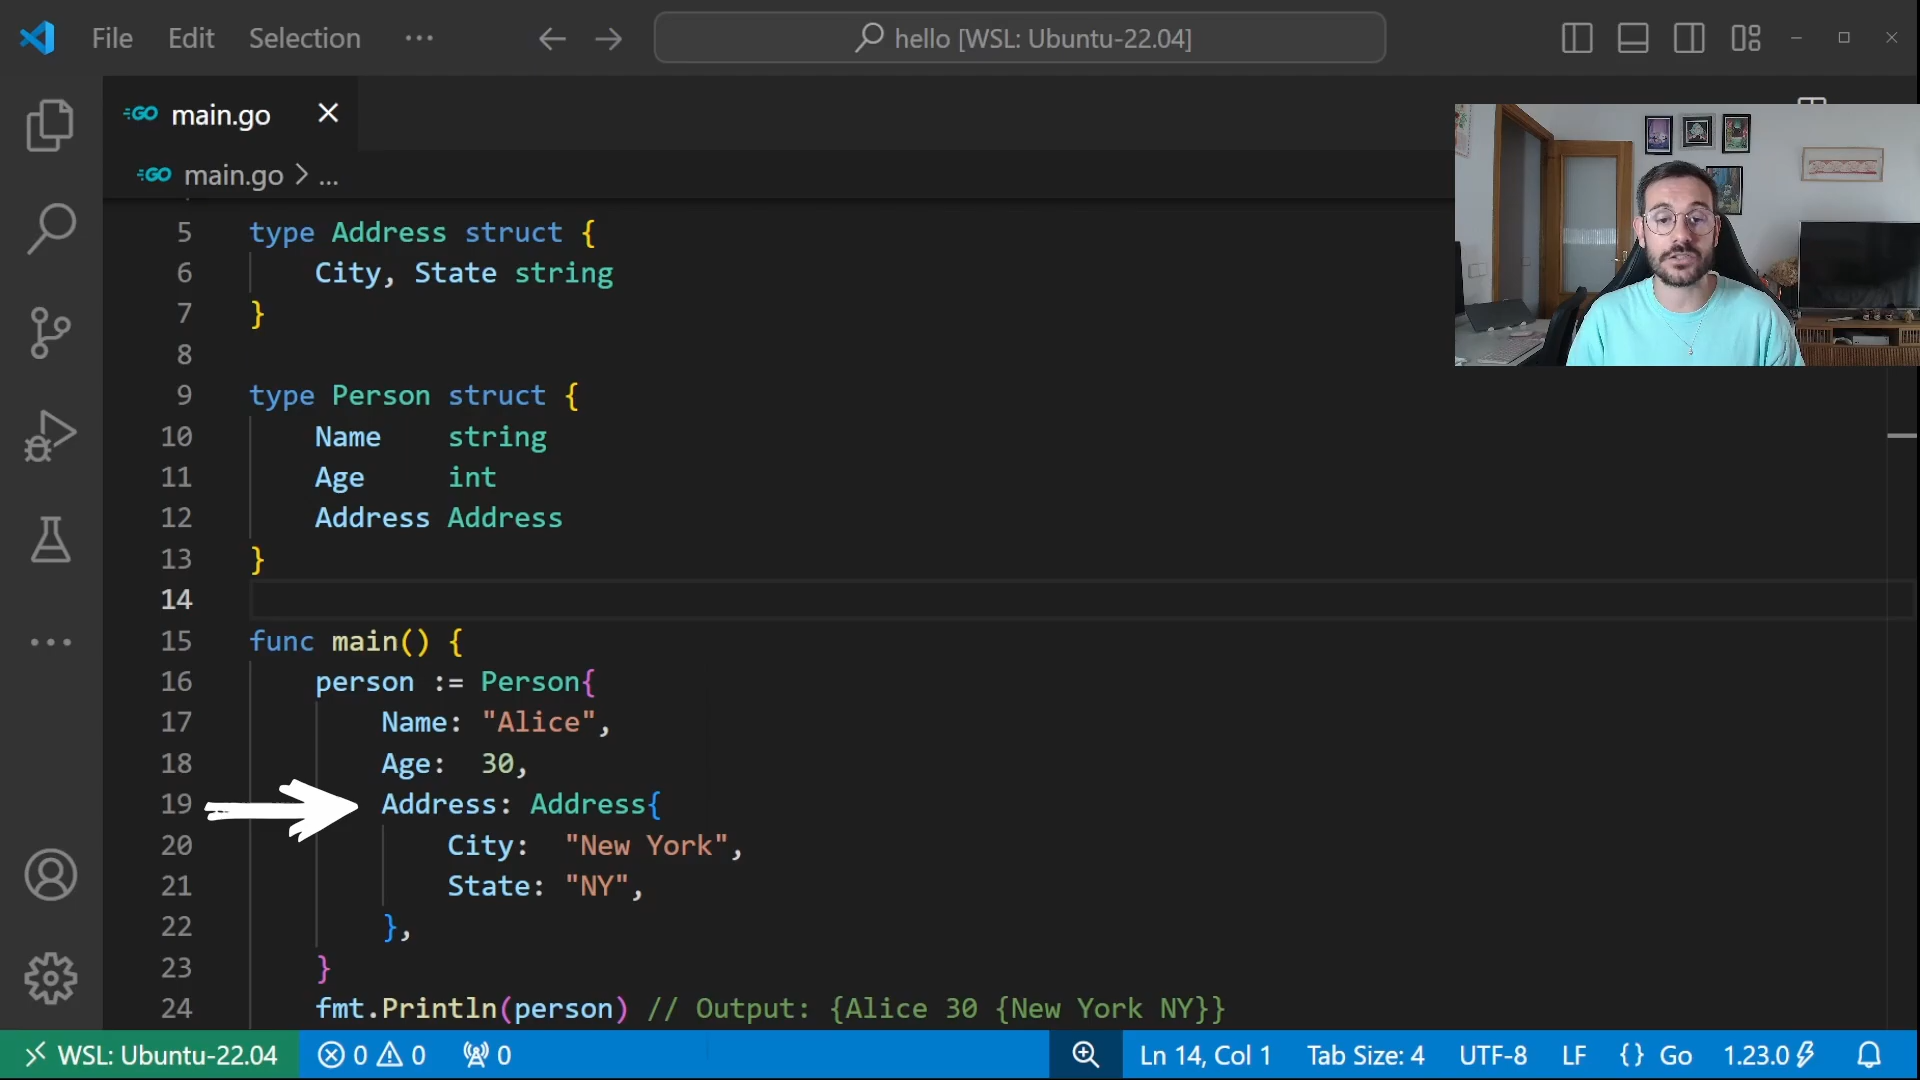 File Edit Selection ···
hello [WSL: Ubuntu-22.04]
GO main.go
GO main.go > ...
5 type Address struct {
6 City, State string
7 }
8
9 type Person struct {
10 Name string
11 Age int
12 Address Address
13 }
14
15 func main() {
16 person := Person{
17 Name: "Alice",
18 Age: 30,
19 Address: Address{
20 City: "New York",
21 State: "NY",
22 },
23 }
24 fmt.Println(person) // Output: {Alice 30 {New York NY}}
WSL: Ubuntu-22.04 0 0 0 Ln 14, Col 1 Tab Size: 4 UTF-8 LF {} Go 1.23.0